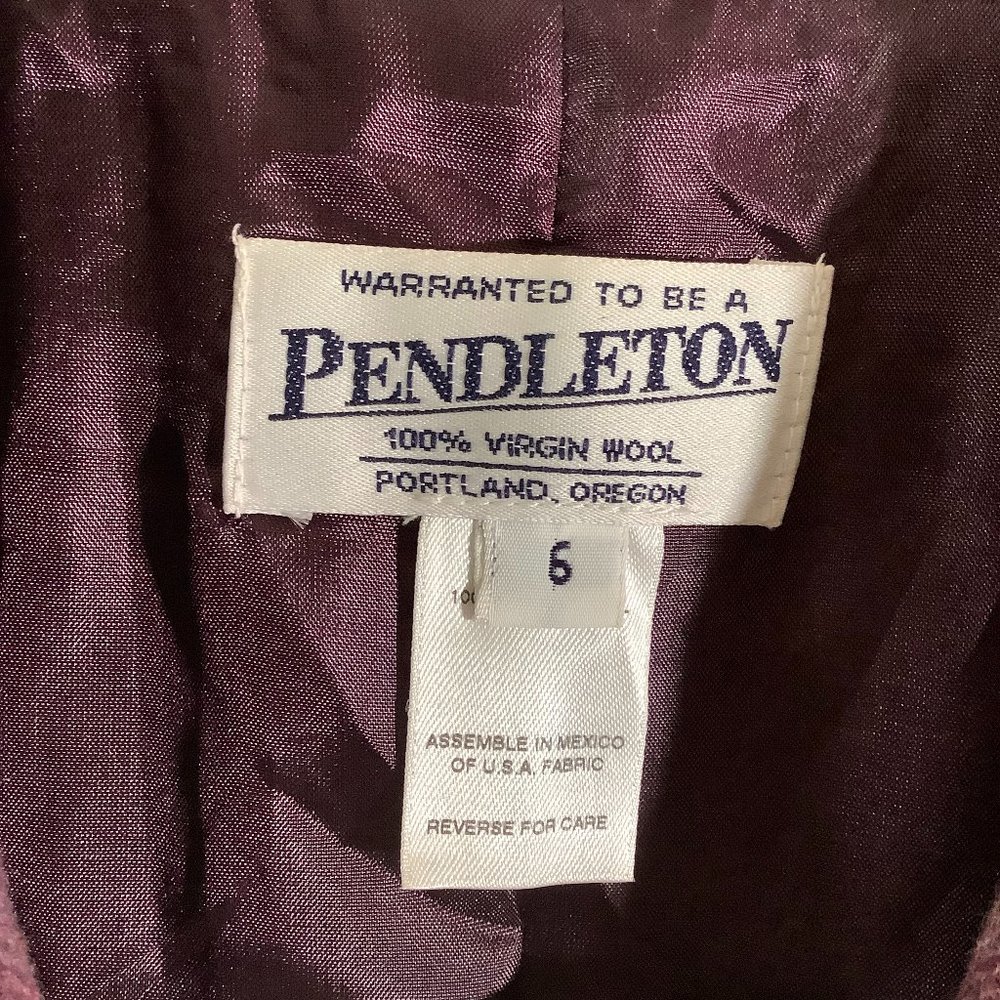 WARRANTED TO BE A
PENDLETON
100% VIRGIN WOOL
PORTLAND, OREGON
6
ASSEMBLE IN MEXICO
OF U.S.A. FABRIC
REVERSE FOR CARE